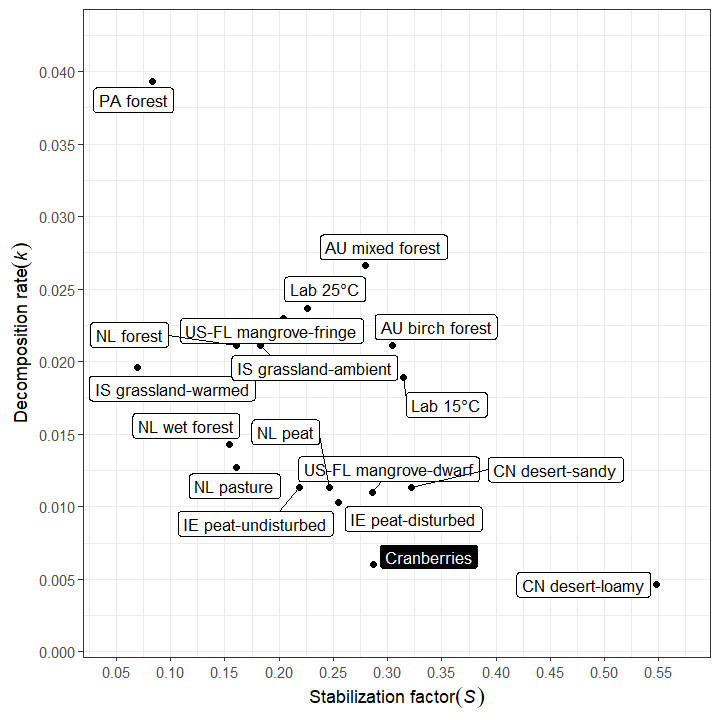 0.040
PA forest
0.035
0.030
AU mixed forest
0.025
Lab 25°C
AU birch forest
US-FL mangrove-fringe
NL forest
0.020
IS grassland-ambient
IS grassland-warmed
Lab 15°C
NL wet forest
NL peat
0.015
US-FL mangrove-dwarf
CN desert-sandy
NL pasture
0.010
IE peat-undisturbed
IE peat-disturbed
Cranberries
0.005
CN desert-loamy
0.000
0.05 0.10 0.15 0.20 0.25 0.30 0.35 0.40 0.45 0.50 0.55
Stabilization factor(S)
Decomposition rate(k)